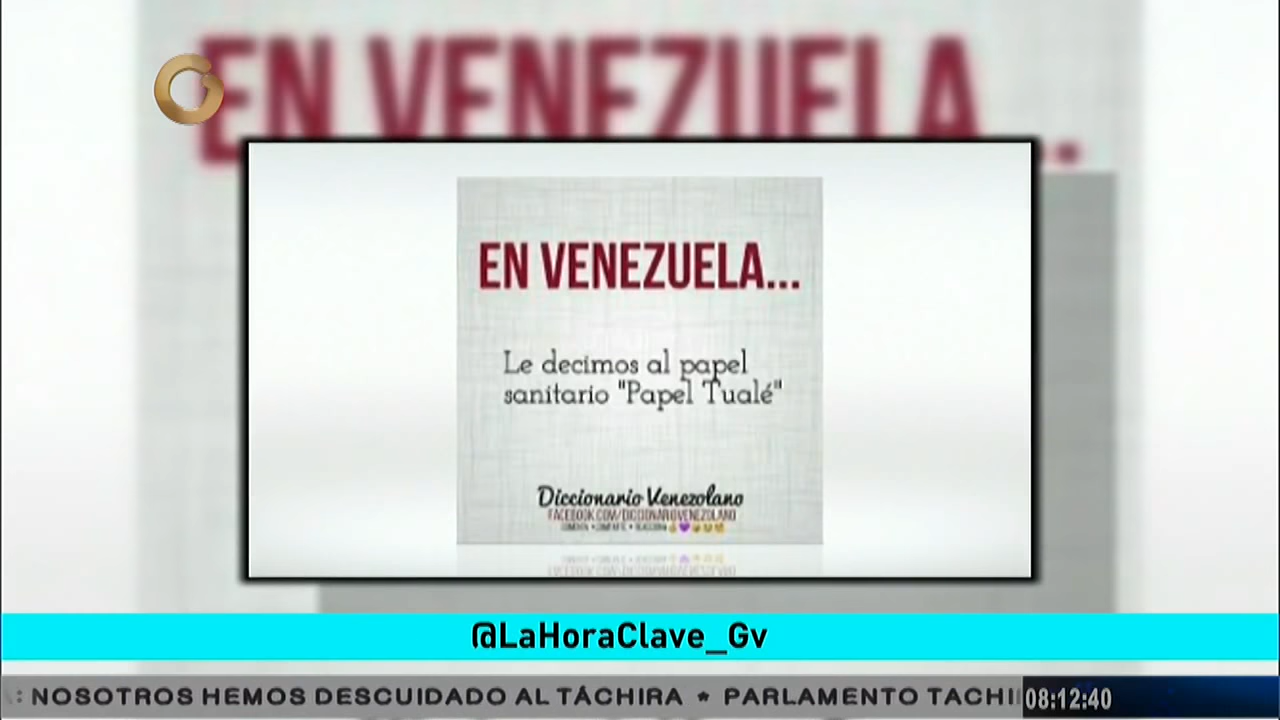 EN VENEZUELA...
EN VENEZUELA...
Le decimos al papel
sanitario "Papel Tualé"
Diccionario Venezolano
FACEBOOK.COM/DICCIONARIOVENEZOLANO
@LaHoraClave_Gv
: NOSOTROS HEMOS DESCUIDADO AL TÁCHIRA * PARLAMENTO TACHI
08:12:40